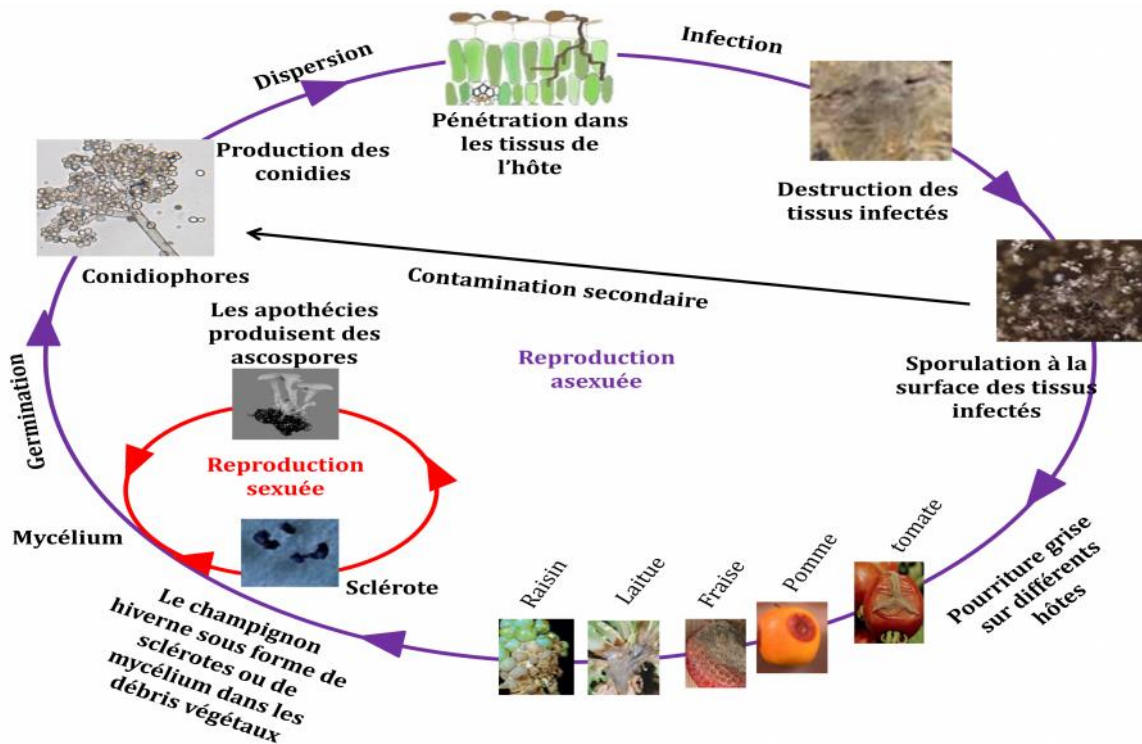 Dispersion
Infection
Pénétration dans
les tissus de
l'hôte
Production des
conidies
Destruction des
tissus infectés
Conidiophores
Contamination secondaire
Les apothécies
produisent des
ascospores
Reproduction
asexuée
Sporulation à la
surface des tissus
infectés
Germination
Reproduction
sexuée
Mycélium
Sclérote
Raisin
Laitue
Fraise
Pomme
tomate
Pourriture grise
sur différents
hôtes
Le champignon
hiverne sous forme de
sclérotes ou de
mycélium dans les
débris végétaux